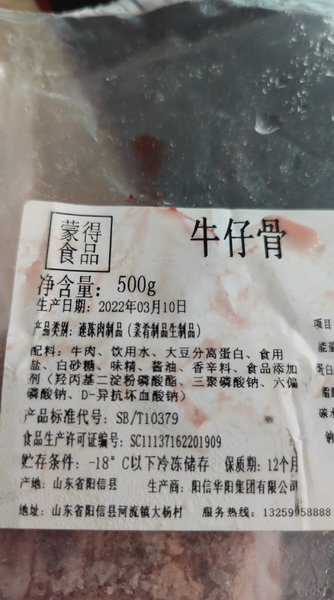 蒙得
食品
牛仔骨
净含量：500g
生产日期：2022年03月10日
产品类别：速冻肉制品（菜肴制品生制品）
配料：牛肉、饮用水、大豆分离蛋白、食用
盐、白砂糖、味精、酱油、香辛料、食品添加
剂（羟丙基二淀粉磷酸酯、三聚磷酸钠、六偏
磷酸钠、D-异抗坏血酸钠）
产品标准代号：SB/T10379
食品生产许可证编号：SC11137162201909
贮存条件：-18°C以下冷冻储存 保质期：12个月
产地：山东省阳信县 生产商：阳信华阳集团有限公司
地址：山东省阳信县河流镇大杨村 服务热线：13259958888
项目
能量
蛋白
脂
钠